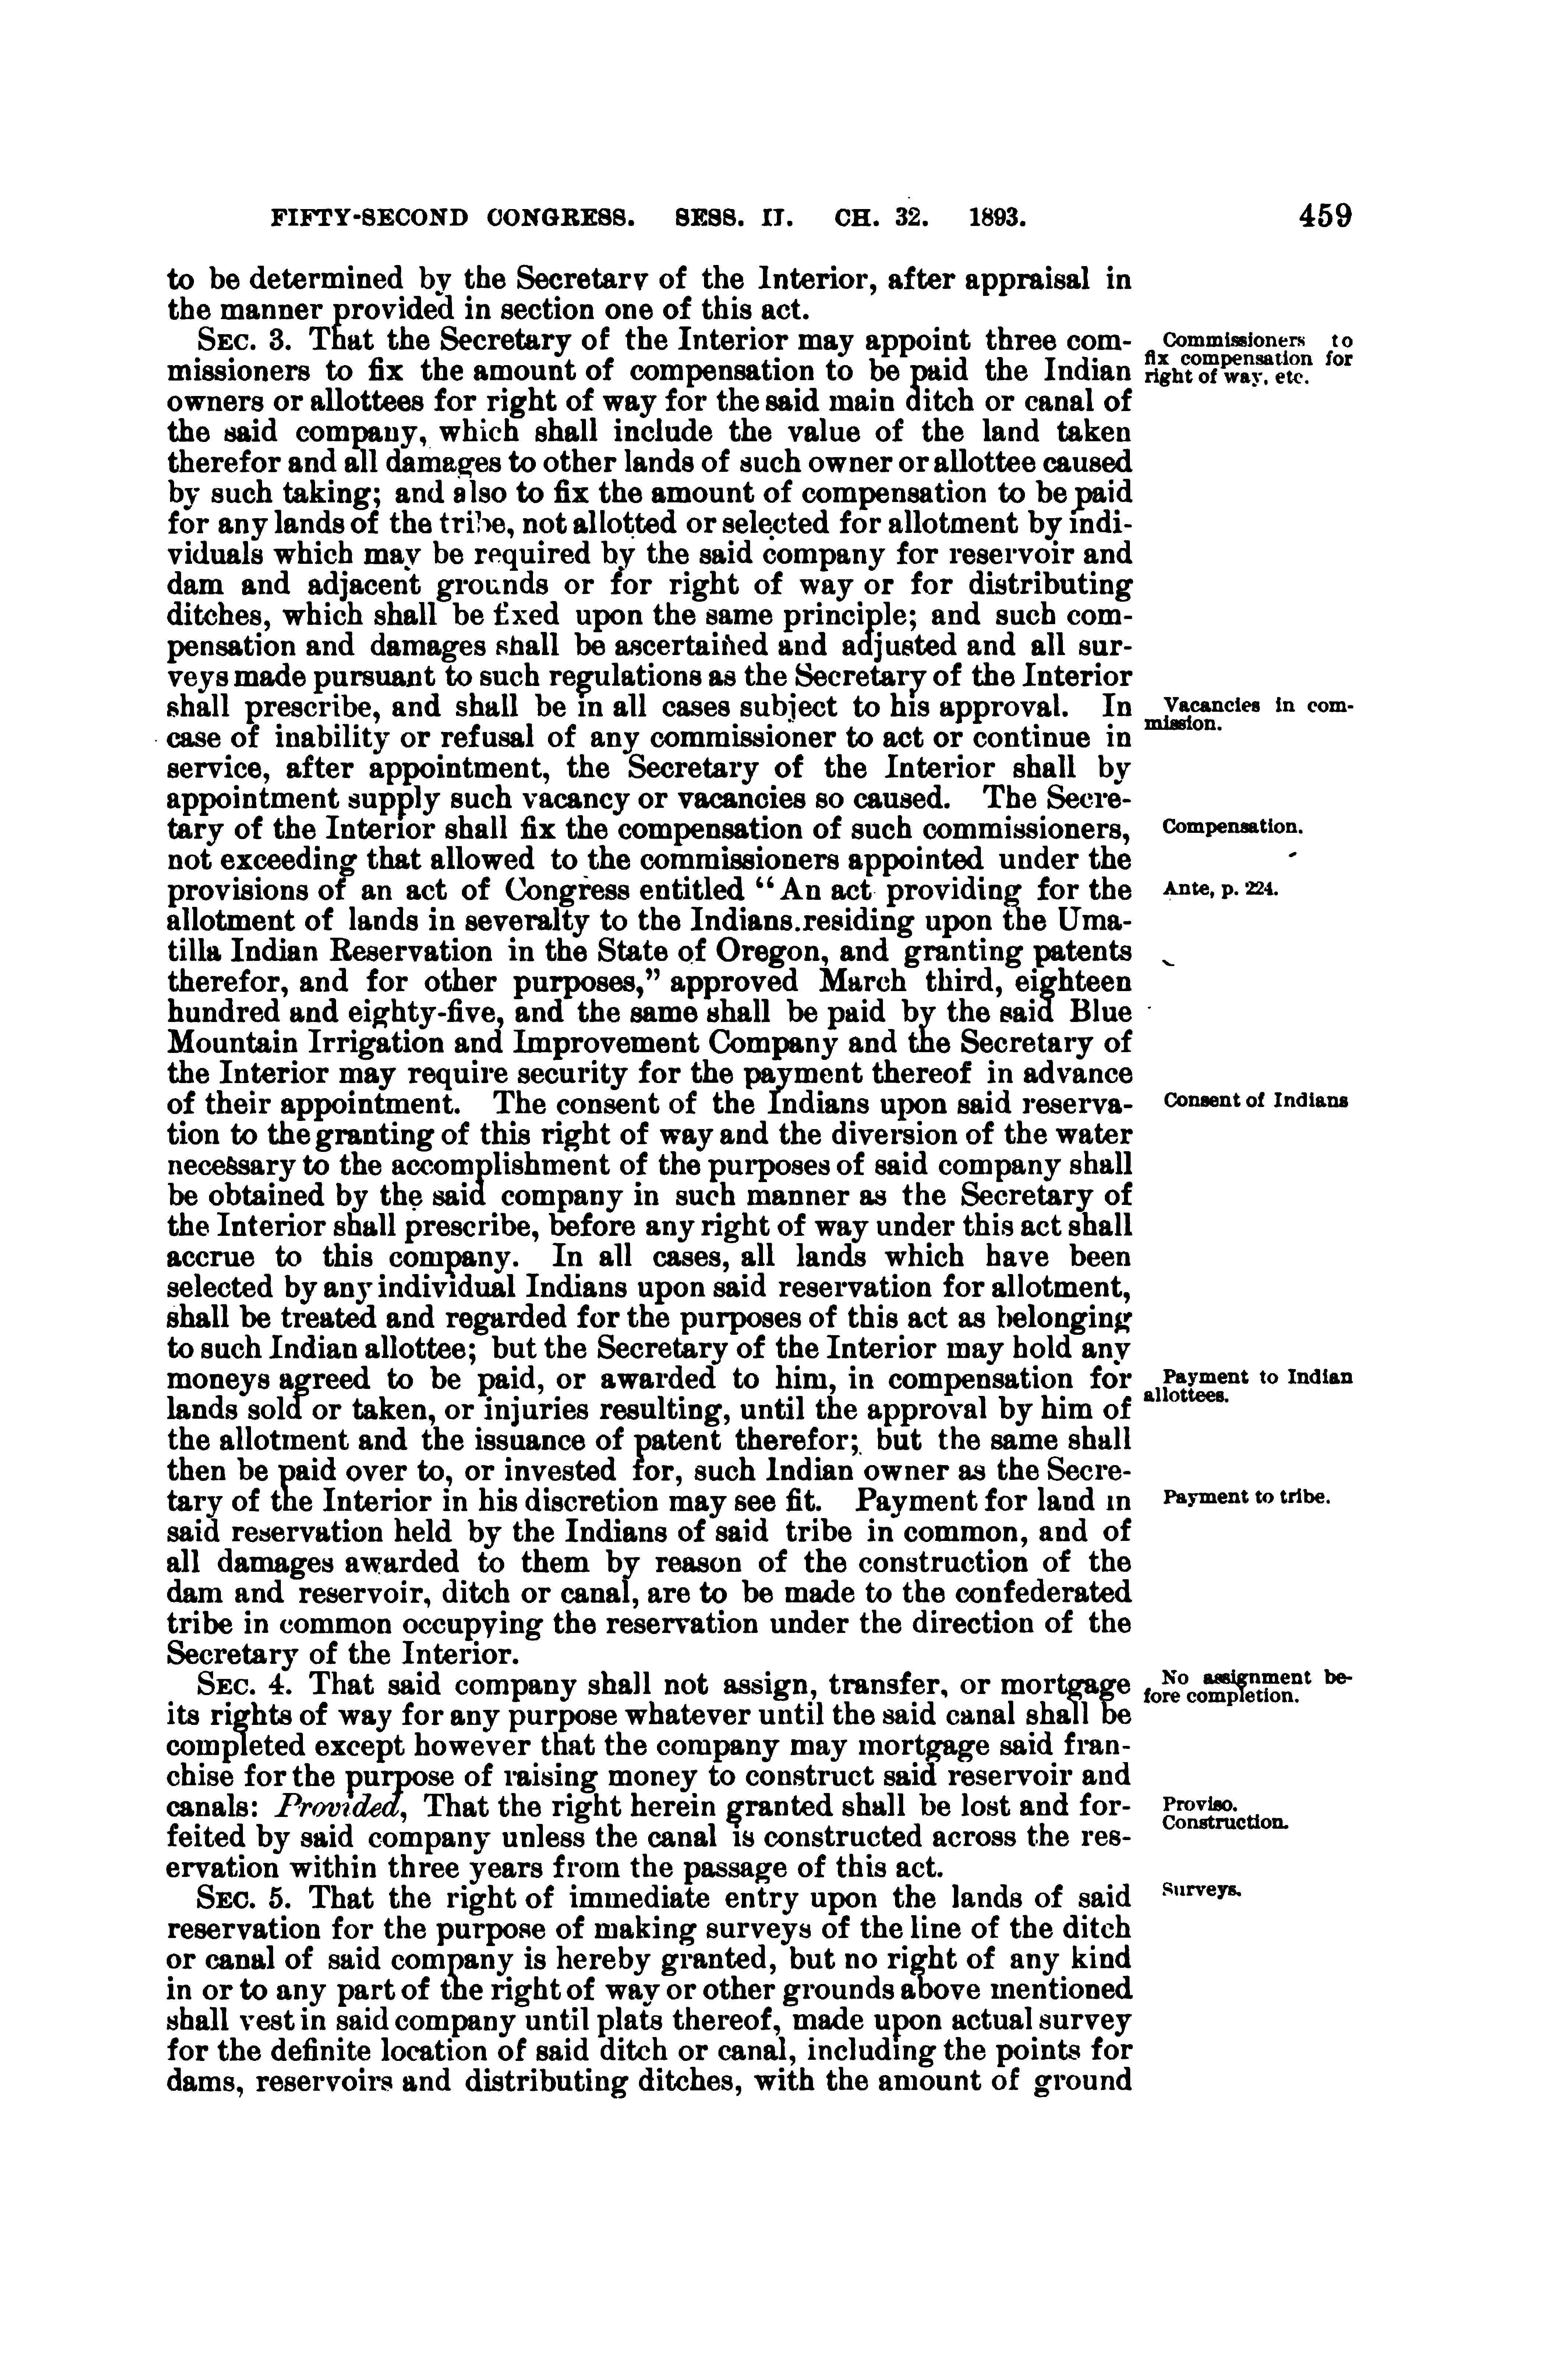 FIFTY-SECOND CONGRESS. SESS. II. CH. 32. 1893. 459
to be determined by the Secretary of the Interior, after appraisal in
the manner provided in section one of this act.
SEC. 3. That the Secretary of the Interior may appoint three com-
missioners to fix the amount of compensation to be paid the Indian
owners or allottees for right of way for the said main ditch or canal of
the said company, which shall include the value of the land taken
therefor and all damages to other lands of such owner or allottee caused
by such taking; and also to fix the amount of compensation to be paid
for any lands of the tribe, not allotted or selected for allotment by indi-
viduals which may be required by the said company for reservoir and
dam and adjacent grounds or for right of way or for distributing
ditches, which shall be fixed upon the same principle; and such com-
pensation and damages shall be ascertained and adjusted and all sur-
veys made pursuant to such regulations as the Secretary of the Interior
shall prescribe, and shall be in all cases subject to his approval. In
case of inability or refusal of any commissioner to act or continue in
service, after appointment, the Secretary of the Interior shall by
appointment supply such vacancy or vacancies so caused. The Secre-
tary of the Interior shall fix the compensation of such commissioners,
not exceeding that allowed to the commissioners appointed under the
provisions of an act of Congress entitled "An act providing for the
allotment of lands in severalty to the Indians residing upon the Uma-
tilla Indian Reservation in the State of Oregon, and granting patents
therefor, and for other purposes," approved March third, eighteen
hundred and eighty-five, and the same shall be paid by the said Blue
Mountain Irrigation and Improvement Company and the Secretary of
the Interior may require security for the payment thereof in advance
of their appointment. The consent of the Indians upon said reserva-
tion to the granting of this right of way and the diversion of the water
necessary to the accomplishment of the purposes of said company shall
be obtained by the said company in such manner as the Secretary of
the Interior shall prescribe, before any right of way under this act shall
accrue to this company. In all cases, all lands which have been
selected by any individual Indians upon said reservation for allotment,
shall be treated and regarded for the purposes of this act as belonging
to such Indian allottee; but the Secretary of the Interior may hold any
moneys agreed to be paid, or awarded to him, in compensation for
lands sold or taken, or injuries resulting, until the approval by him of
the allotment and the issuance of patent therefor; but the same shall
then be paid over to, or invested for, such Indian owner as the Secre-
tary of the Interior in his discretion may see fit. Payment for land in
said reservation held by the Indians of said tribe in common, and of
all damages awarded to them by reason of the construction of the
dam and reservoir, ditch or canal, are to be made to the confederated
tribe in common occupying the reservation under the direction of the
Secretary of the Interior.
SEC. 4. That said company shall not assign, transfer, or mortgage
its rights of way for any purpose whatever until the said canal shall be
completed except however that the company may mortgage said fran-
chise for the purpose of raising money to construct said reservoir and
canals: Provided, That the right herein granted shall be lost and for-
feited by said company unless the canal is constructed across the res-
ervation within three years from the passage of this act.
SEC. 5. That the right of immediate entry upon the lands of said
reservation for the purpose of making surveys of the line of the ditch
or canal of said company is hereby granted, but no right of any kind
in or to any part of the right of way or other grounds above mentioned
shall vest in said company until plats thereof, made upon actual survey
for the definite location of said ditch or canal, including the points for
dams, reservoirs and distributing ditches, with the amount of ground
Commissioners to
fix compensation for
right of way, etc.
Vacancies in com-
mission.
Compensation.
Ante, p. 224.
Consent of Indians
Payment to Indian
allottees.
Payment to tribe.
No assignment be-
fore completion.
Proviso.
Construction.
Surveys.